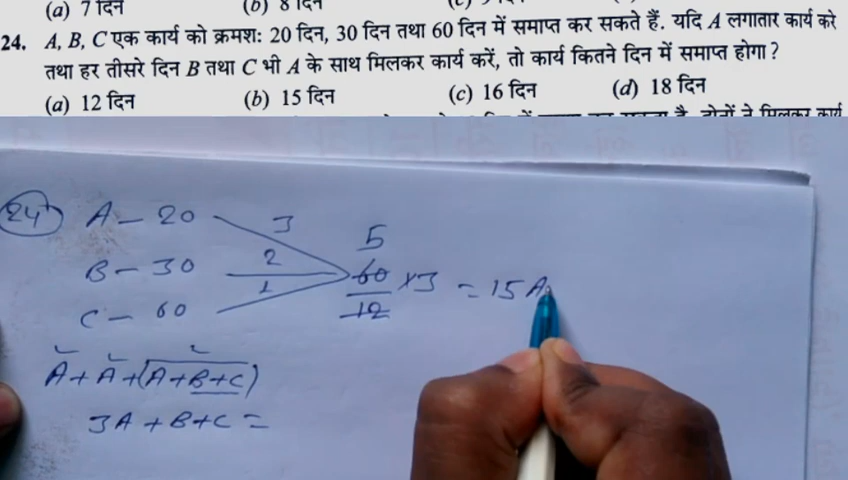 (a) 7 दिन (b) 8 दिन
24. A, B, C एक कार्य को क्रमशः 20 दिन, 30 दिन तथा 60 दिन में समाप्त कर सकते हैं. यदि A लगातार कार्य करे
तथा हर तीसरे दिन B तथा C भी A के साथ मिलकर कार्य करें, तो कार्य कितने दिन में समाप्त होगा ?
(a) 12 दिन (b) 15 दिन (c) 16 दिन (d) 18 दिन
24 A - 20 3 5
B - 30 2 60/12 ×3 = 15 A
C - 60 1
A + A + (A+B+C)
3A + B + C =